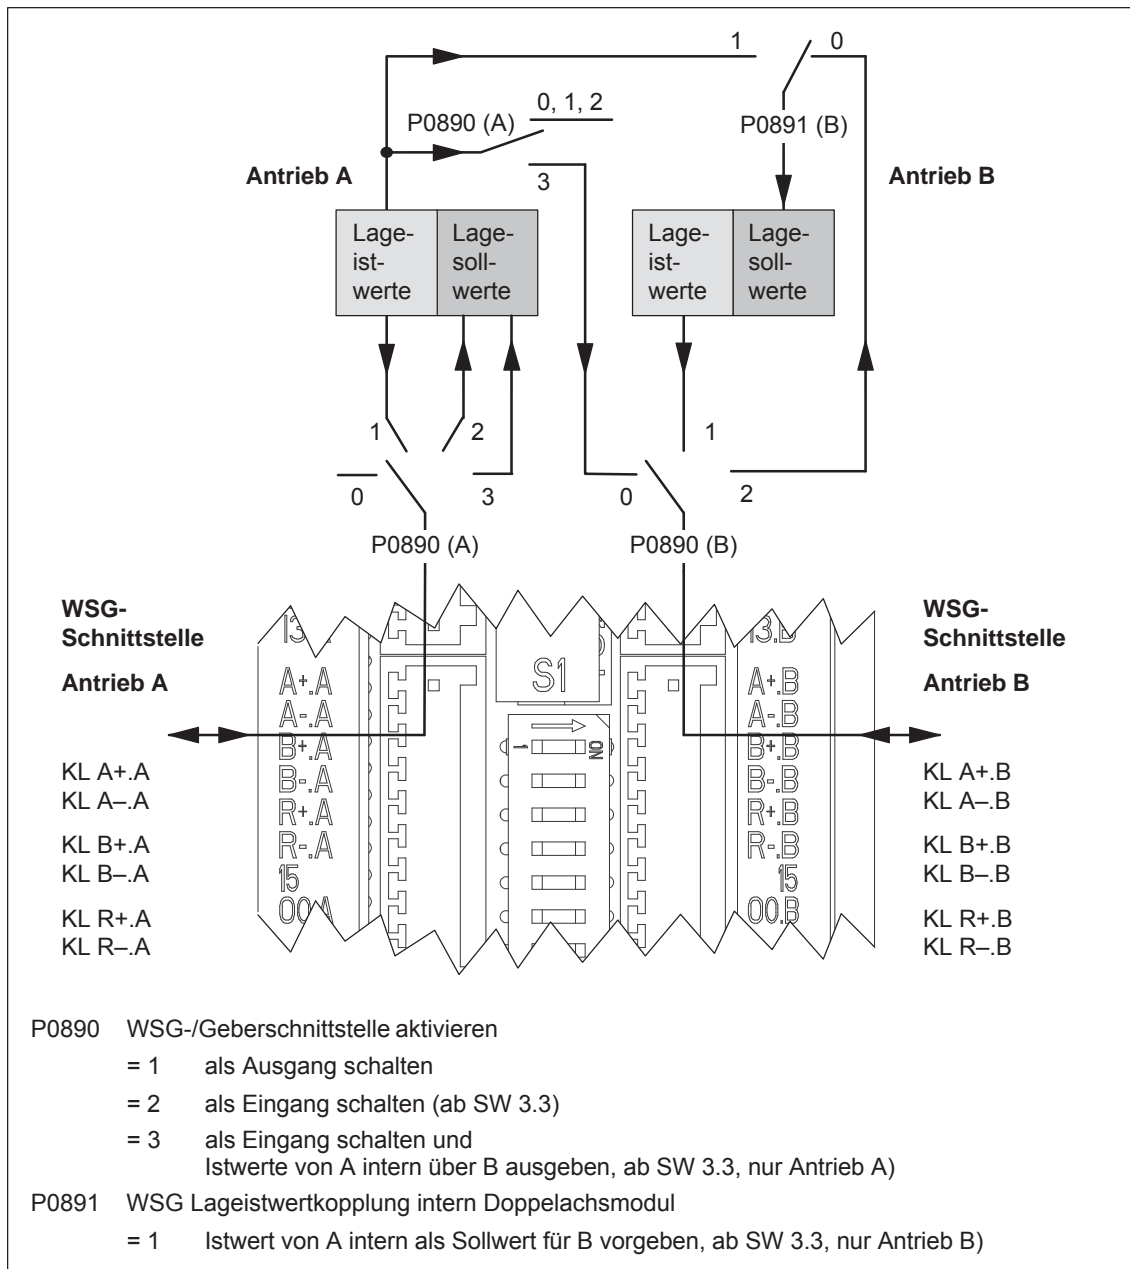 1
0
0, 1, 2
P0890 (A)
P0891 (B)
Antrieb A
3
Antrieb B
Lage-
ist-
werte
Lage-
soll-
werte
Lage-
ist-
werte
Lage-
soll-
werte
1
2
1
0
3
0
2
P0890 (A)
P0890 (B)
WSG-
Schnittstelle
Antrieb A
WSG-
Schnittstelle
Antrieb B
13.B
A+.A
A-.A
B+.A
B-.A
R+.A
R-.A
15
00.A
S1
1
ON
A+.B
A-.B
B+.B
B-.B
R+.B
R-.B
15
00.B
KL A+.A
KL A–.A
KL B+.A
KL B–.A
KL R+.A
KL R–.A
KL A+.B
KL A–.B
KL B+.B
KL B–.B
KL R+.B
KL R–.B
P0890 WSG-/Geberschnittstelle aktivieren
= 1 als Ausgang schalten
= 2 als Eingang schalten (ab SW 3.3)
= 3 als Eingang schalten und
Istwerte von A intern über B ausgeben, ab SW 3.3, nur Antrieb A)
P0891 WSG Lageistwertkopplung intern Doppelachsmodul
= 1 Istwert von A intern als Sollwert für B vorgeben, ab SW 3.3, nur Antrieb B)